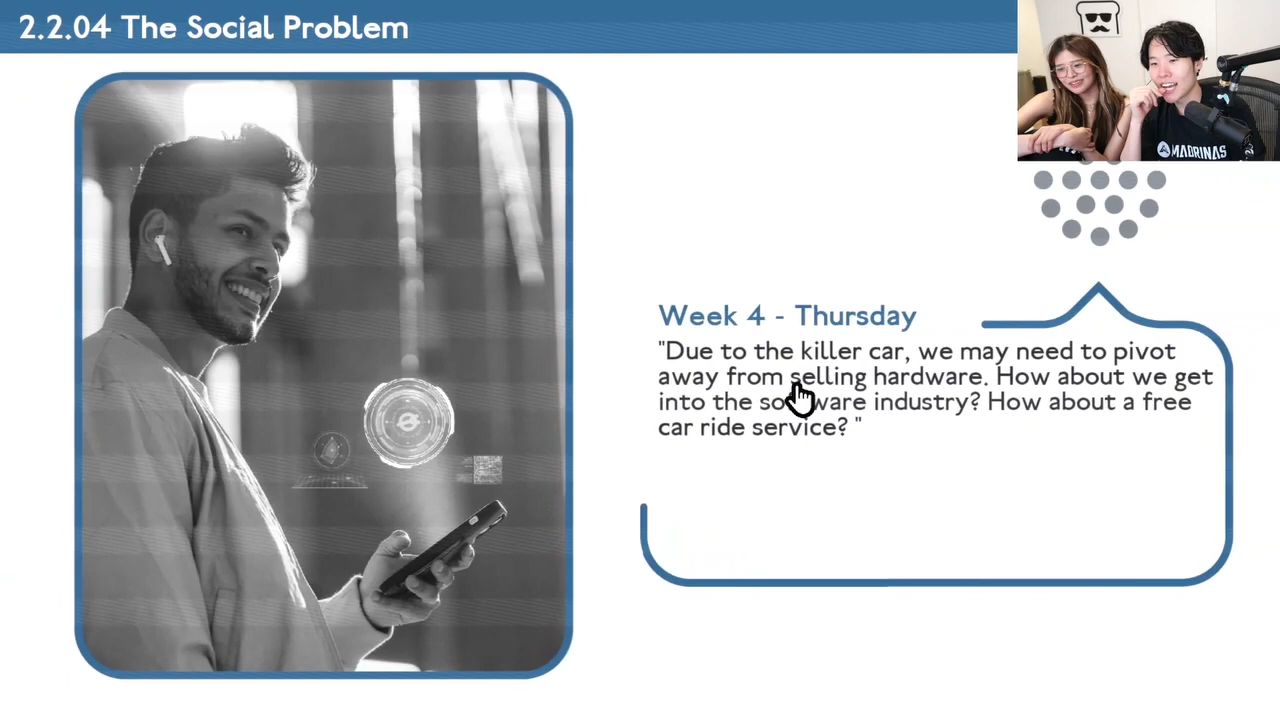 2.2.04 The Social Problem
MADRINAS
Week 4 - Thursday
"Due to the killer car, we may need to pivot
away from selling hardware. How about we get
into the software industry? How about a free
car ride service? "